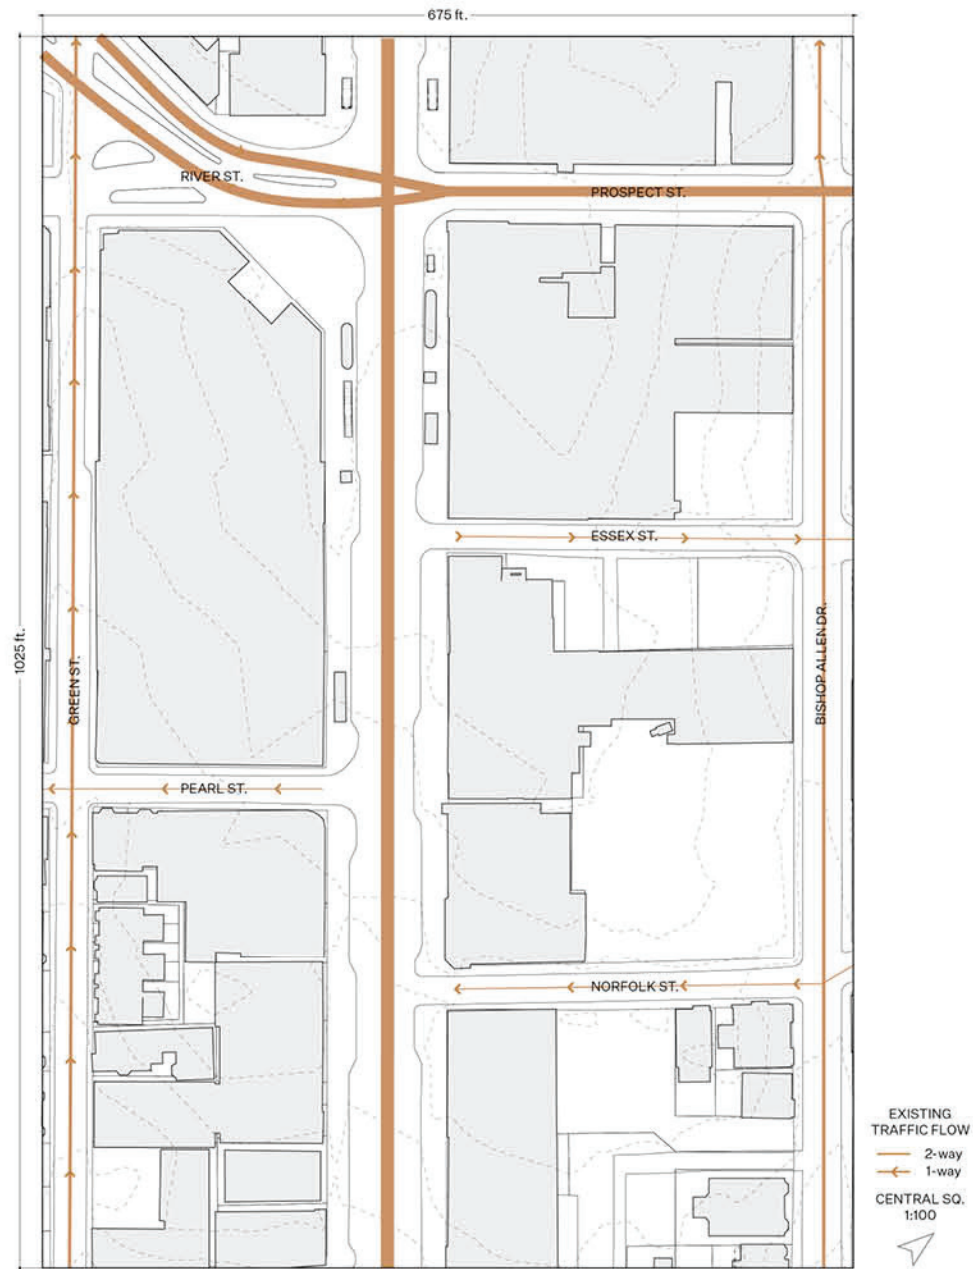 675 ft.
RIVER ST.
PROSPECT ST.
ESSEX ST.
1025 ft.
GREEN ST.
BISHOP ALLEN DR.
PEARL ST.
NORFOLK ST.
EXISTING
TRAFFIC FLOW
2-way
1-way
CENTRAL SQ.
1:100